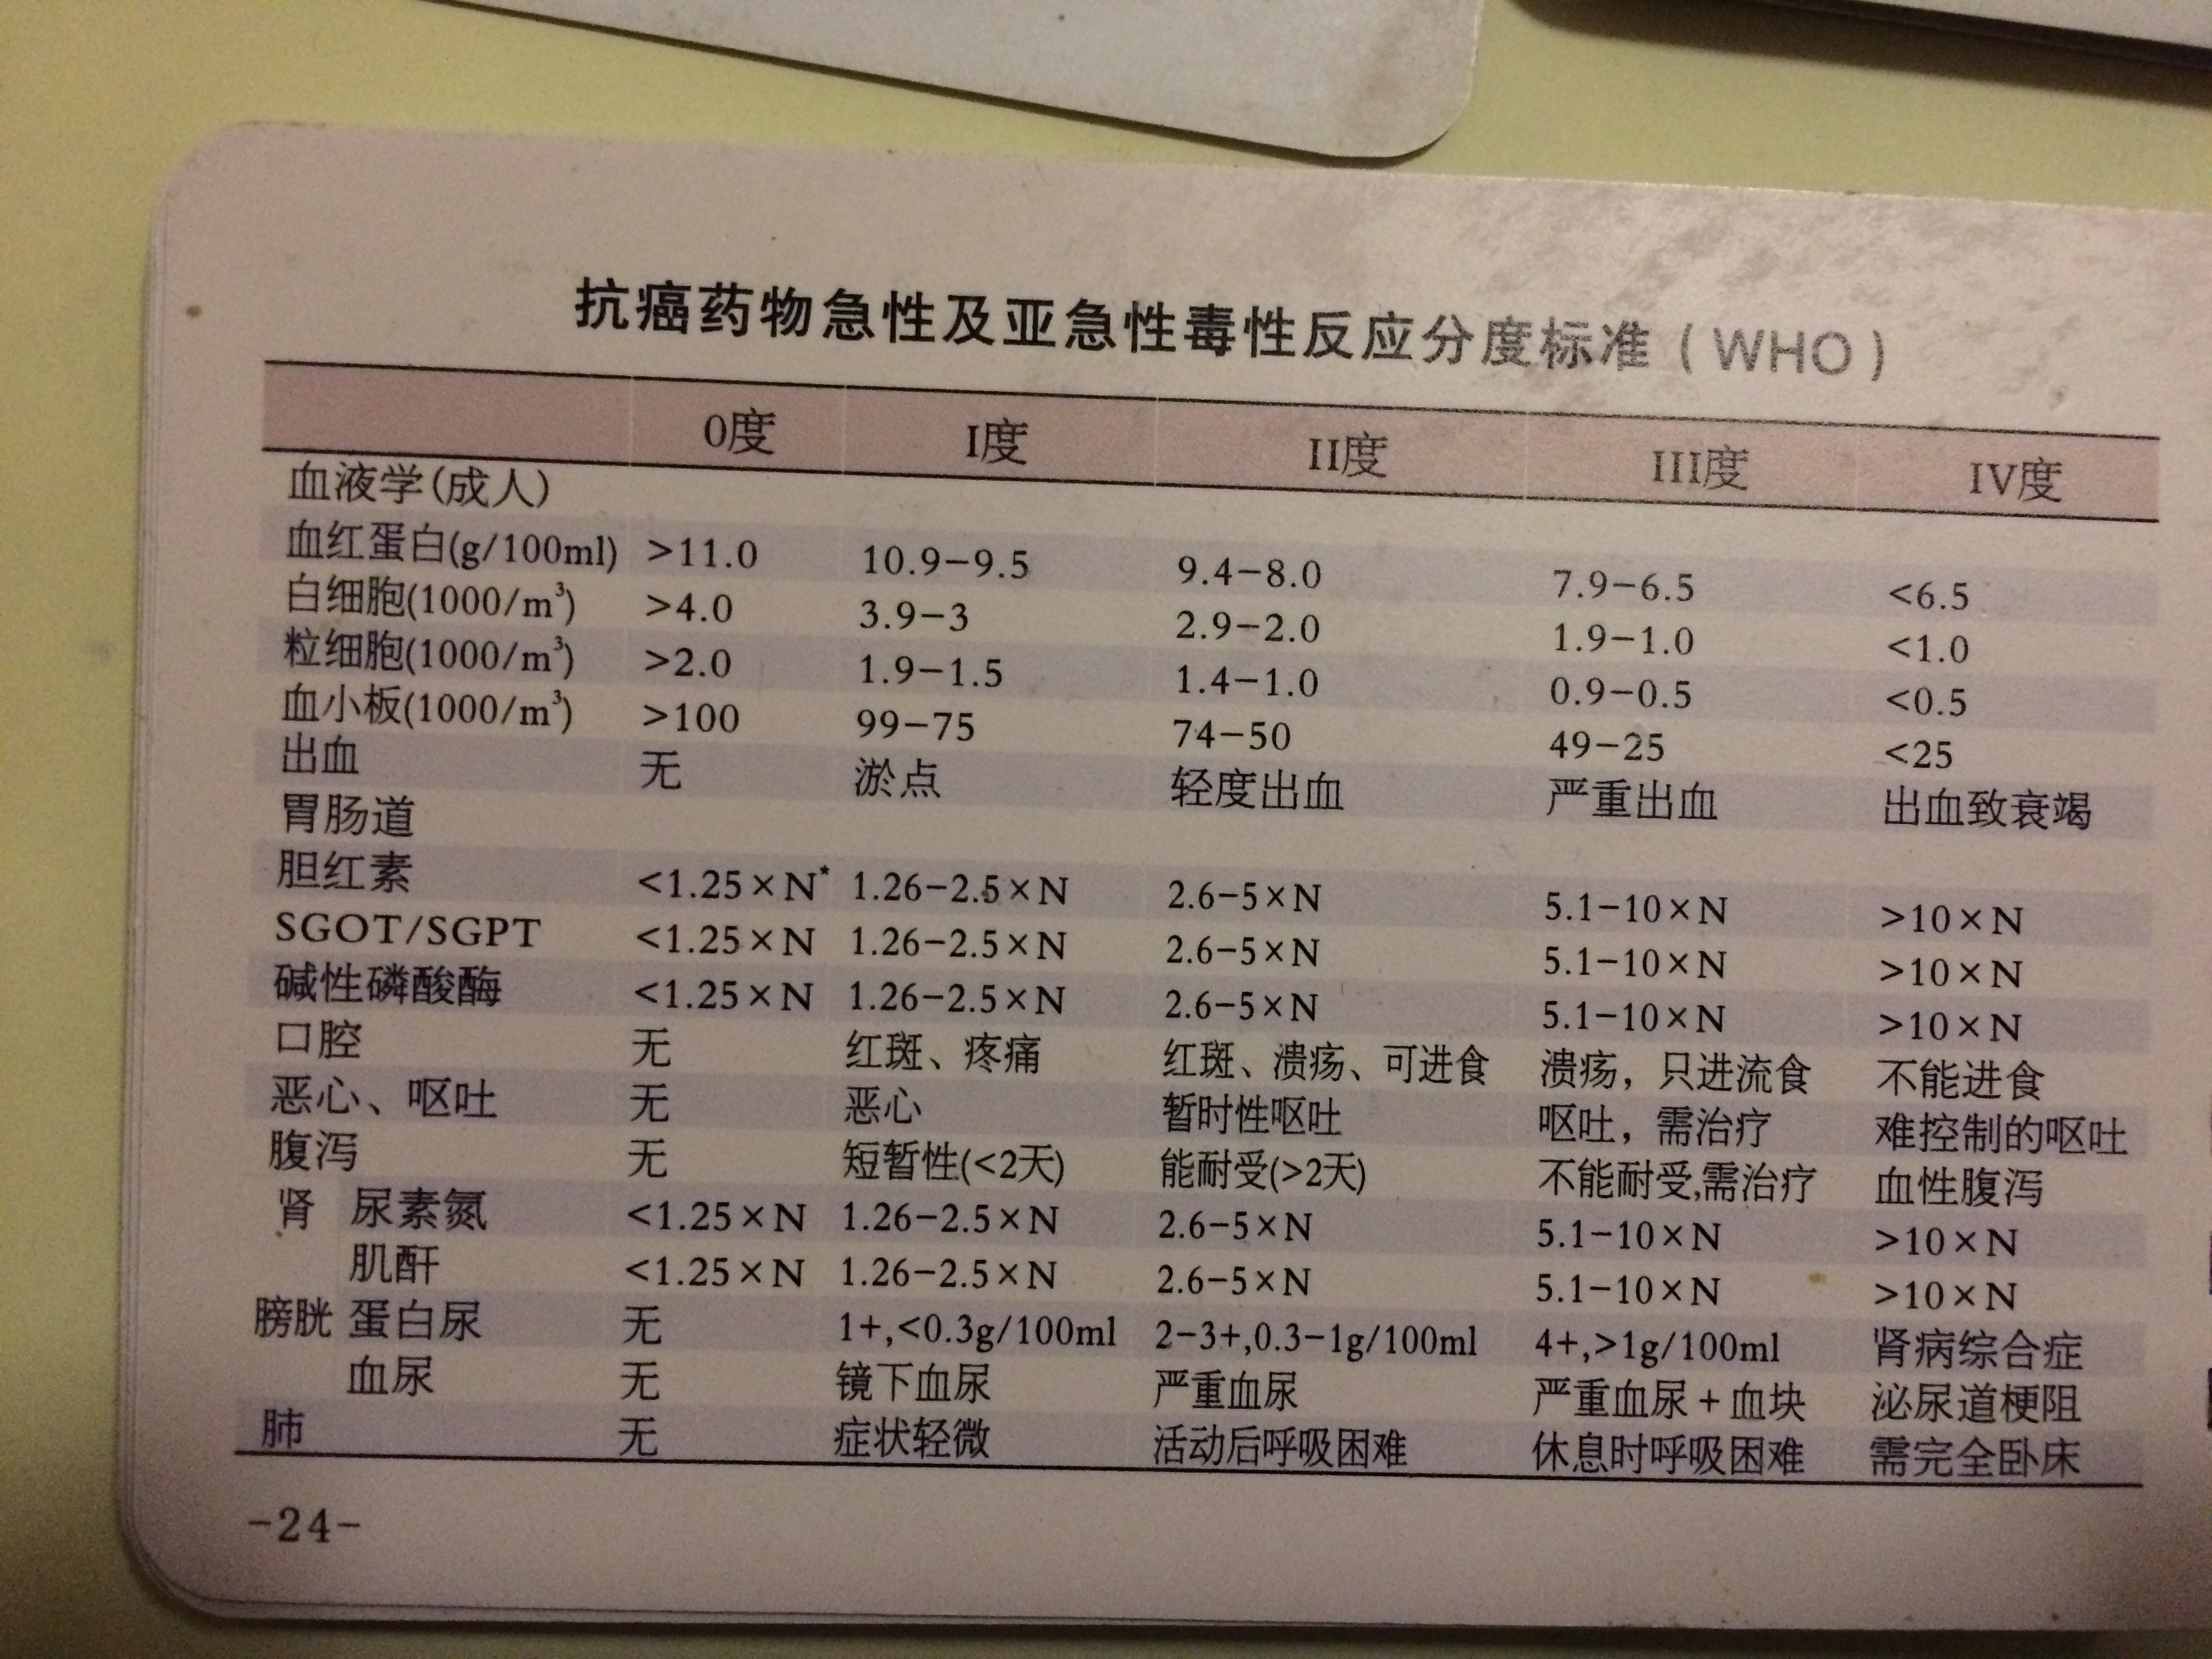 抗癌药物急性及亚急性毒性反应分度标准(WHO)
0度 I度 II度 III度 IV度
血液学(成人)
血红蛋白(g/100ml) >11.0 10.9-9.5 9.4-8.0 7.9-6.5 <6.5
白细胞(1000/m³) >4.0 3.9-3 2.9-2.0 1.9-1.0 <1.0
粒细胞(1000/m³) >2.0 1.9-1.5 1.4-1.0 0.9-0.5 <0.5
血小板(1000/m³) >100 99-75 74-50 49-25 <25
出血 无 淤点 轻度出血 严重出血 出血致衰竭
胃肠道
胆红素 <1.25×N* 1.26-2.5×N 2.6-5×N 5.1-10×N >10×N
SGOT/SGPT <1.25×N 1.26-2.5×N 2.6-5×N 5.1-10×N >10×N
碱性磷酸酶 <1.25×N 1.26-2.5×N 2.6-5×N 5.1-10×N >10×N
口腔 无 红斑、疼痛 红斑、溃疡、可进食 溃疡，只进流食 不能进食
恶心、呕吐 无 恶心 暂时性呕吐 呕吐，需治疗 难控制的呕吐
腹泻 无 短暂性(<2天) 能耐受(>2天) 不能耐受,需治疗 血性腹泻
肾 尿素氮 <1.25×N 1.26-2.5×N 2.6-5×N 5.1-10×N >10×N
肌酐 <1.25×N 1.26-2.5×N 2.6-5×N 5.1-10×N >10×N
膀胱 蛋白尿 无 1+,<0.3g/100ml 2-3+,0.3-1g/100ml 4+,>1g/100ml 肾病综合症
血尿 无 镜下血尿 严重血尿 严重血尿+血块 泌尿道梗阻
肺 无 症状轻微 活动后呼吸困难 休息时呼吸困难 需完全卧床
-24-